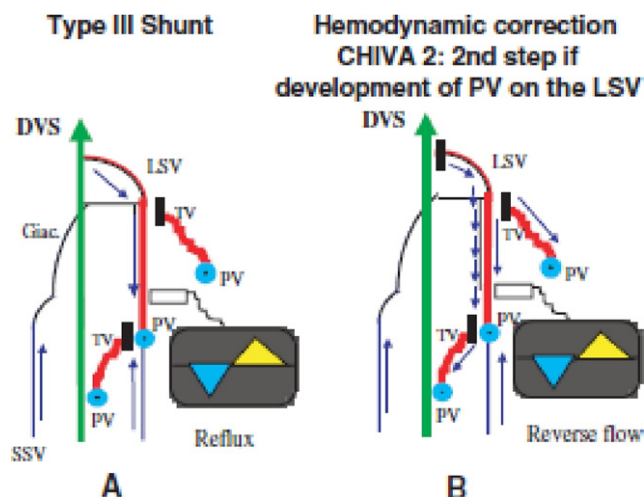 Type III Shunt
Hemodynamic correction
CHIVA 2: 2nd step if
development of PV on the LSV
DVS
LSV
TV
Giac.
PV
PV
TV
PV
Reflux
SSV
A
DVS
LSV
TV
PV
PV
TV
PV
Reverse flow
B